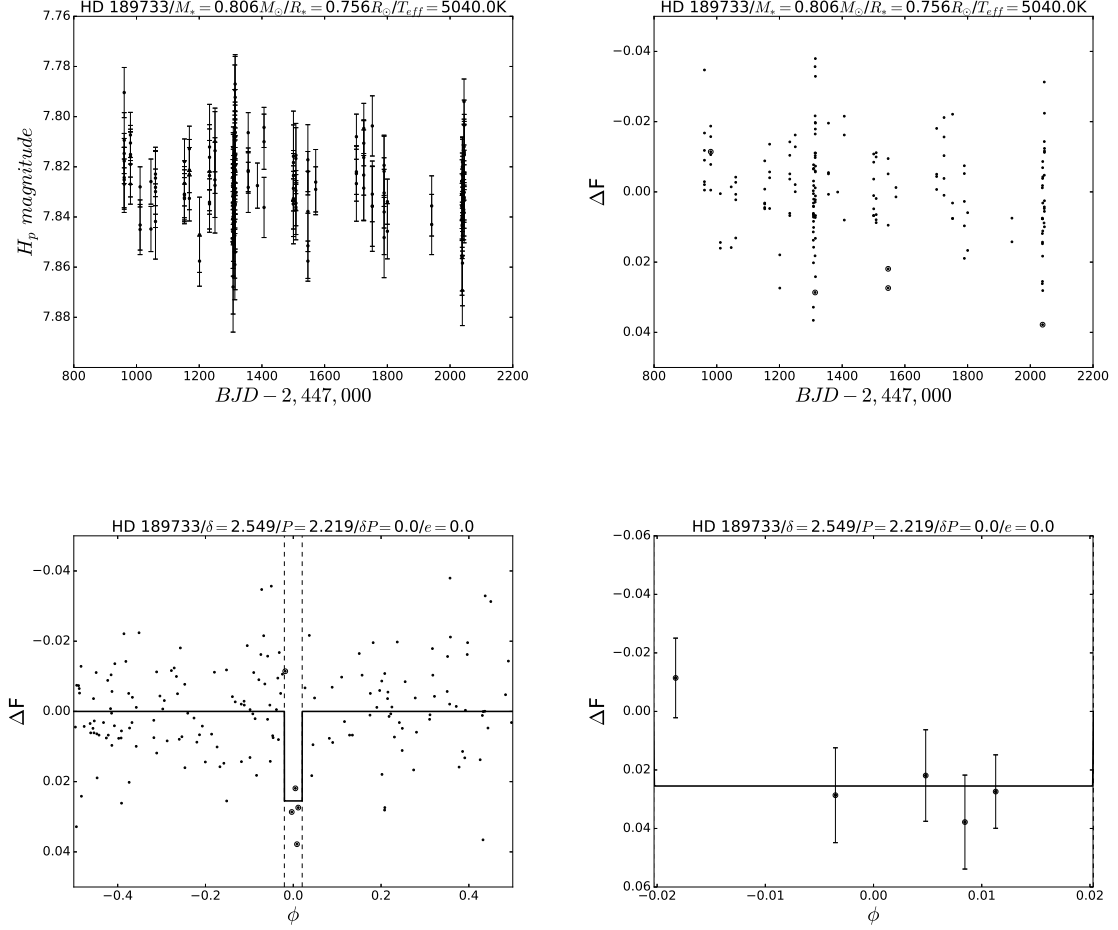 HD 189733/M∗=0.806M⊙/R∗=0.756R⊙/Teff=5040.0K
7.76
7.78
7.80
7.82
7.84
7.86
7.88
Hp magnitude
800 1000 1200 1400 1600 1800 2000 2200
BJD−2,447,000
HD 189733/M∗=0.806M⊙/R∗=0.756R⊙/Teff=5040.0K
−0.04
−0.02
0.00
0.02
0.04
ΔF
800 1000 1200 1400 1600 1800 2000 2200
BJD−2,447,000
HD 189733/δ=2.549/P=2.219/δP=0.0/e=0.0
−0.04
−0.02
0.00
0.02
0.04
ΔF
−0.4 −0.2 0.0 0.2 0.4
ϕ
HD 189733/δ=2.549/P=2.219/δP=0.0/e=0.0
−0.06
−0.04
−0.02
0.00
0.02
0.04
0.06
ΔF
−0.02 −0.01 0.00 0.01 0.02
ϕ